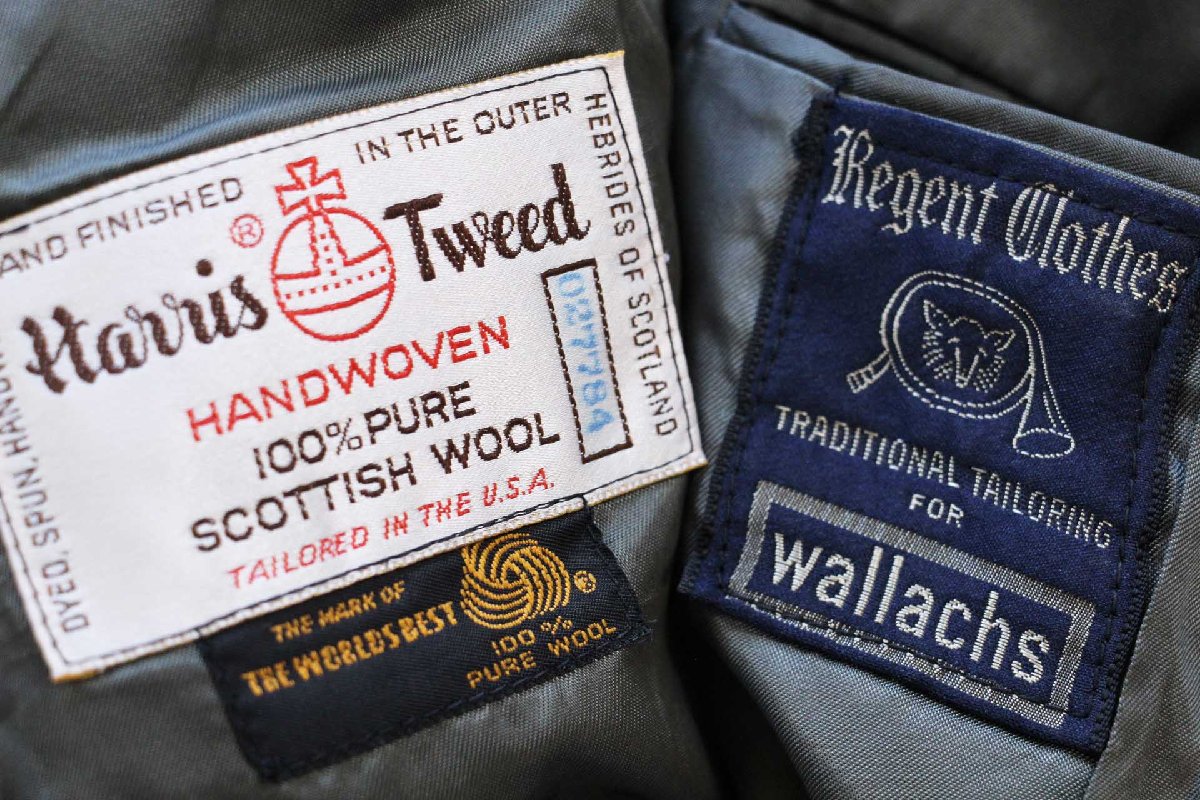 AND FINISHED
IN THE OUTER
HEBRIDES OF SCOTLAND
DYED, SPUN,
®
Harris Tweed
HANDWOVEN
100% PURE
SCOTTISH WOOL
TAILORED IN THE U.S.A.
027784
THE MARK OF
THE WORLDS BEST
®
100%
PURE WOOL
Regent Clothes
TRADITIONAL TAILORING
FOR
wallachs